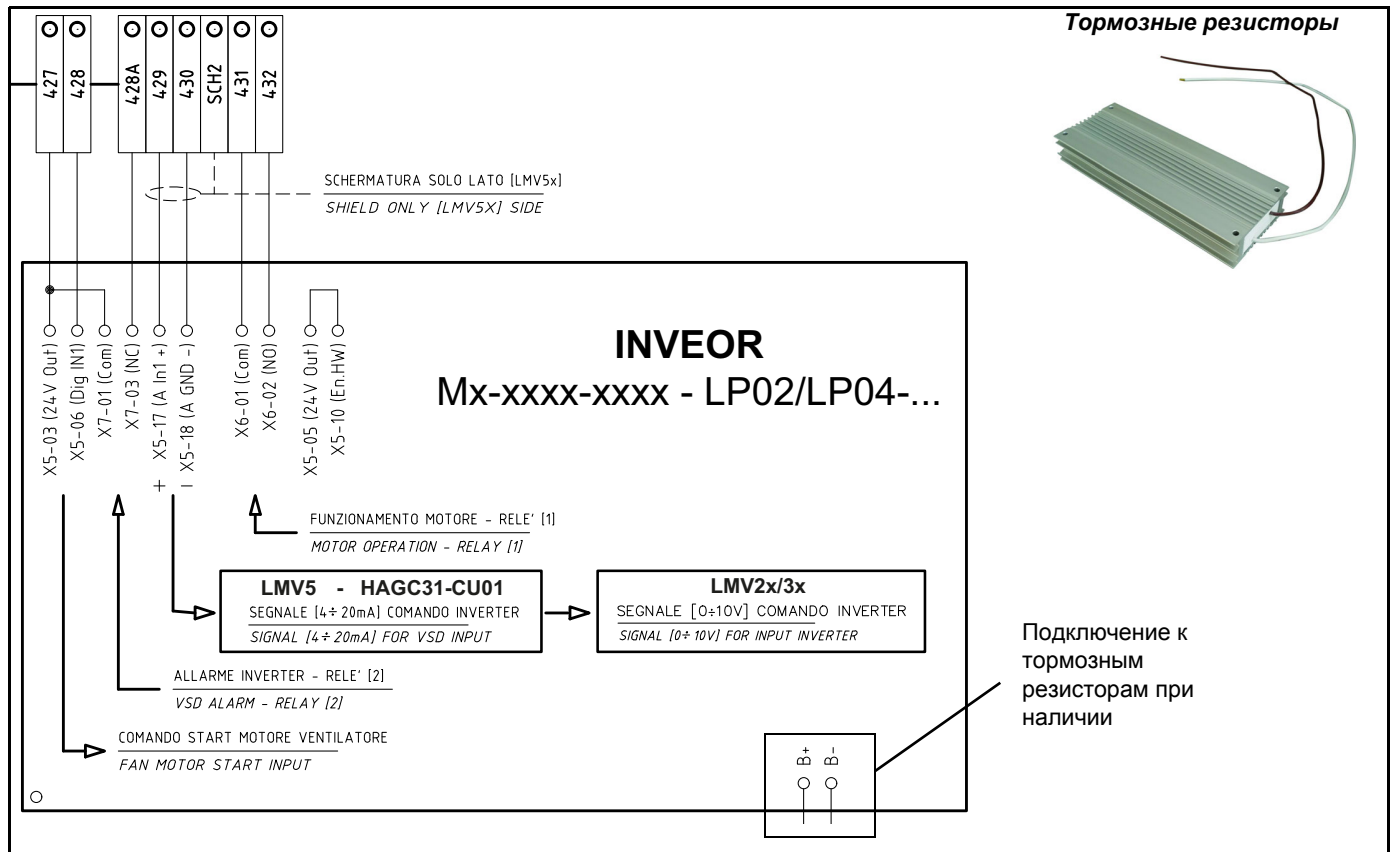 Тормозные резисторы
427
428
428A
429
430
SCH2
431
432
SCHERMATURA SOLO LATO [LMV5x]
SHIELD ONLY [LMV5X] SIDE
X5-03 (24V Out)
X5-06 (Dig IN1)
X7-01 (Com)
X7-03 (NC)
+ X5-17 (A In1 +)
− X5-18 (A GND -)
X6-01 (Com)
X6-02 (NO)
X5-05 (24V Out)
X5-10 (En.HW)
INVEOR
Mx-xxxx-xxxx - LP02/LP04-...
FUNZIONAMENTO MOTORE - RELE' [1]
MOTOR OPERATION - RELAY [1]
LMV5 - HAGC31-CU01
SEGNALE [4÷20mA] COMANDO INVERTER
SIGNAL [4÷20mA] FOR VSD INPUT
LMV2x/3x
SEGNALE [0÷10V] COMANDO INVERTER
SIGNAL [0÷10V] FOR INPUT INVERTER
ALLARME INVERTER - RELE' [2]
VSD ALARM - RELAY [2]
COMANDO START MOTORE VENTILATORE
FAN MOTOR START INPUT
B+
B-
Подключение к
тормозным
резисторам при
наличии